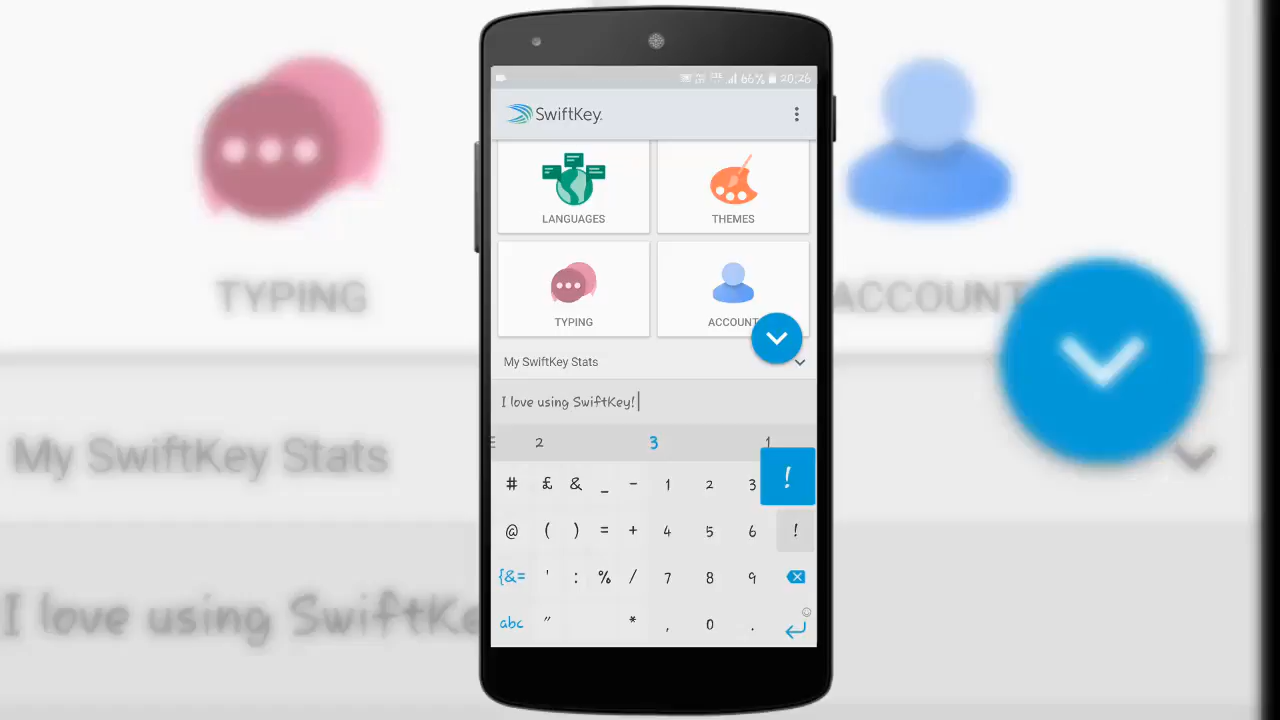 66% 20:26
SwiftKey.
LANGUAGES THEMES
TYPING ACCOUNT
My SwiftKey Stats
I love using SwiftKey!
2 3 1
# £ & _ - 1 2 3 !
@ ( ) = + 4 5 6 !
{&= ' : % / 7 8 9
abc " * , 0 .
TYPING
ACCOUNT
My SwiftKey Stats
I love using SwiftKe